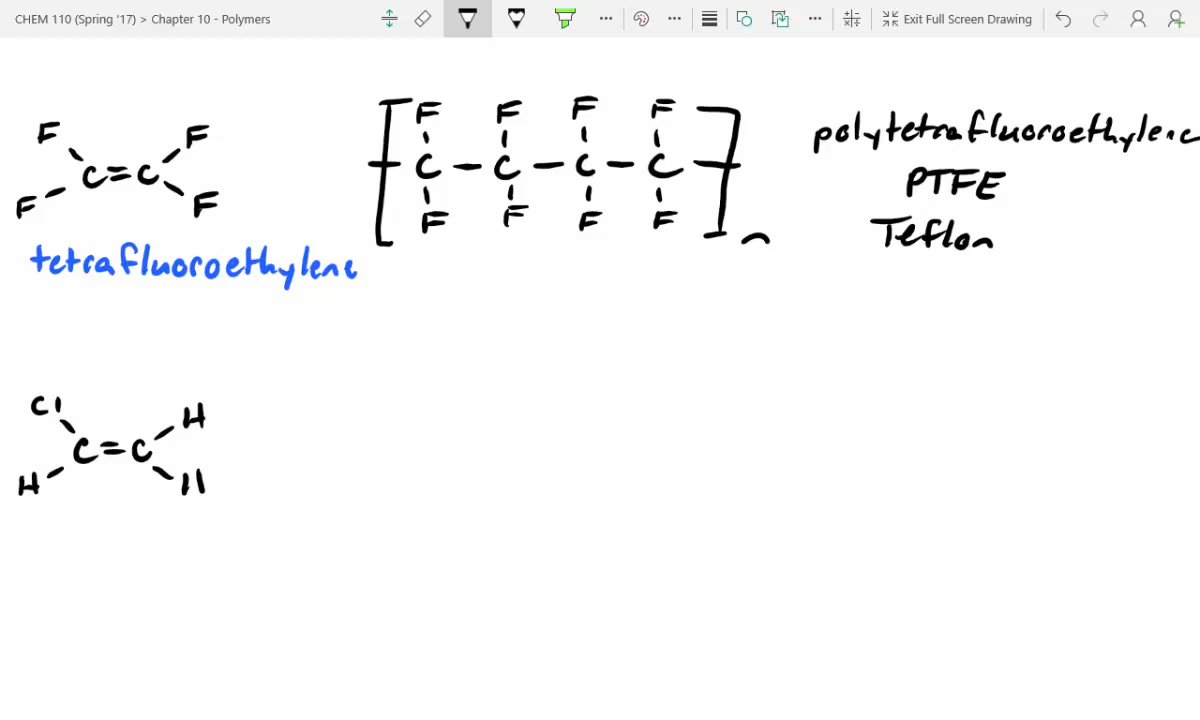 CHEM 110 (Spring '17) > Chapter 10 - Polymers
Exit Full Screen Drawing
F F F F F F
C=C C - C - C - C
F F F F F F
n
polytetrafluoroethylene
PTFE
Teflon
tetrafluoroethylene
Cl H
C=C
H H